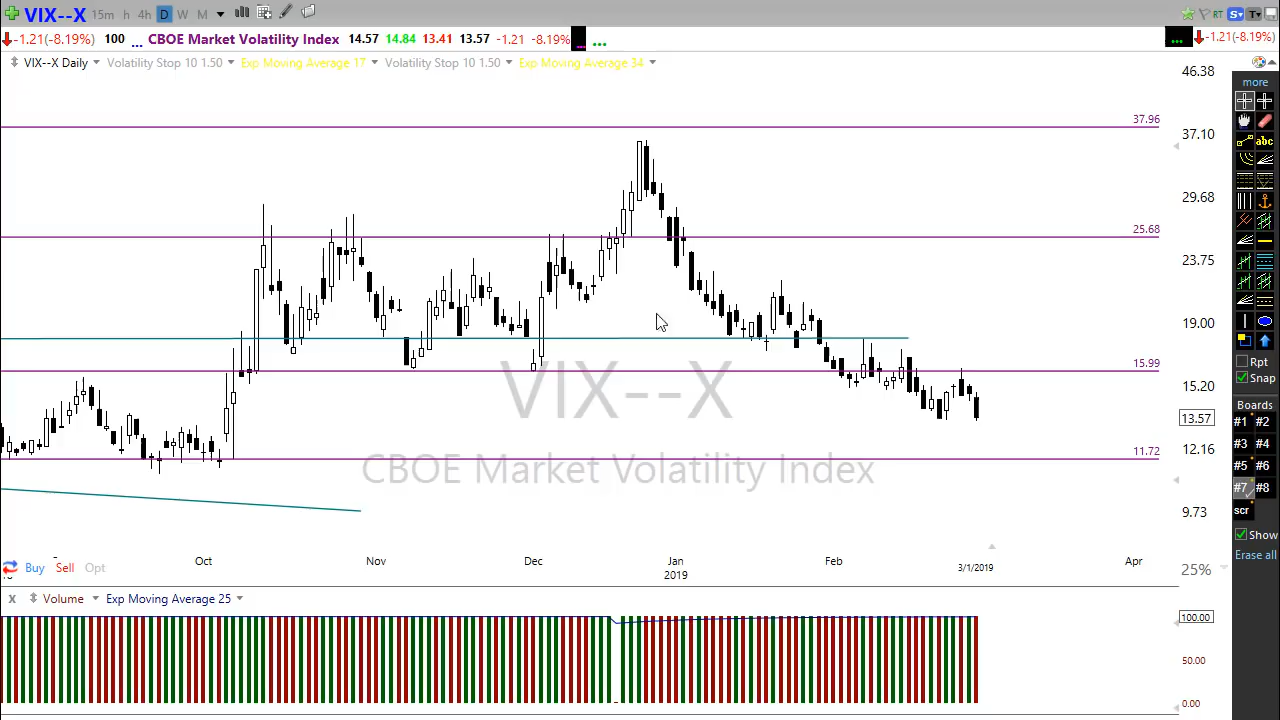 VIX--X 15m h 4h D W M RT S T
-1.21(-8.19%) 100 ... CBOE Market Volatility Index 14.57 14.84 13.41 13.57 -1.21 -8.19% ... ... ... -1.21(-8.19%)
VIX--X Daily Volatility Stop 10 1.50 Exp Moving Average 17 Volatility Stop 10 1.50 Exp Moving Average 34
46.38
more
37.96
37.10
abc
29.68
25.68
23.75
19.00
15.99
Rpt
15.20
Snap
VIX--X
Boards
13.57
#1 #2
#3 #4
12.16
11.72
CBOE Market Volatility Index
#5 #6
#7 #8
9.73
scr
Show
Oct Nov Dec Jan Feb Apr
2019 3/1/2019
Erase all
Buy Sell Opt
25%
X Volume Exp Moving Average 25
100.00
50.00
0.00